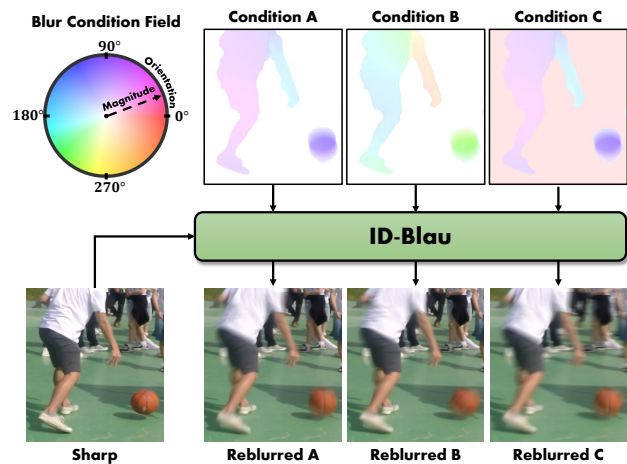 Blur Condition Field
90°
180°
0°
270°
Magnitude
Orientation
Condition A
Condition B
Condition C
ID-Blau
Sharp
Reblurred A
Reblurred B
Reblurred C